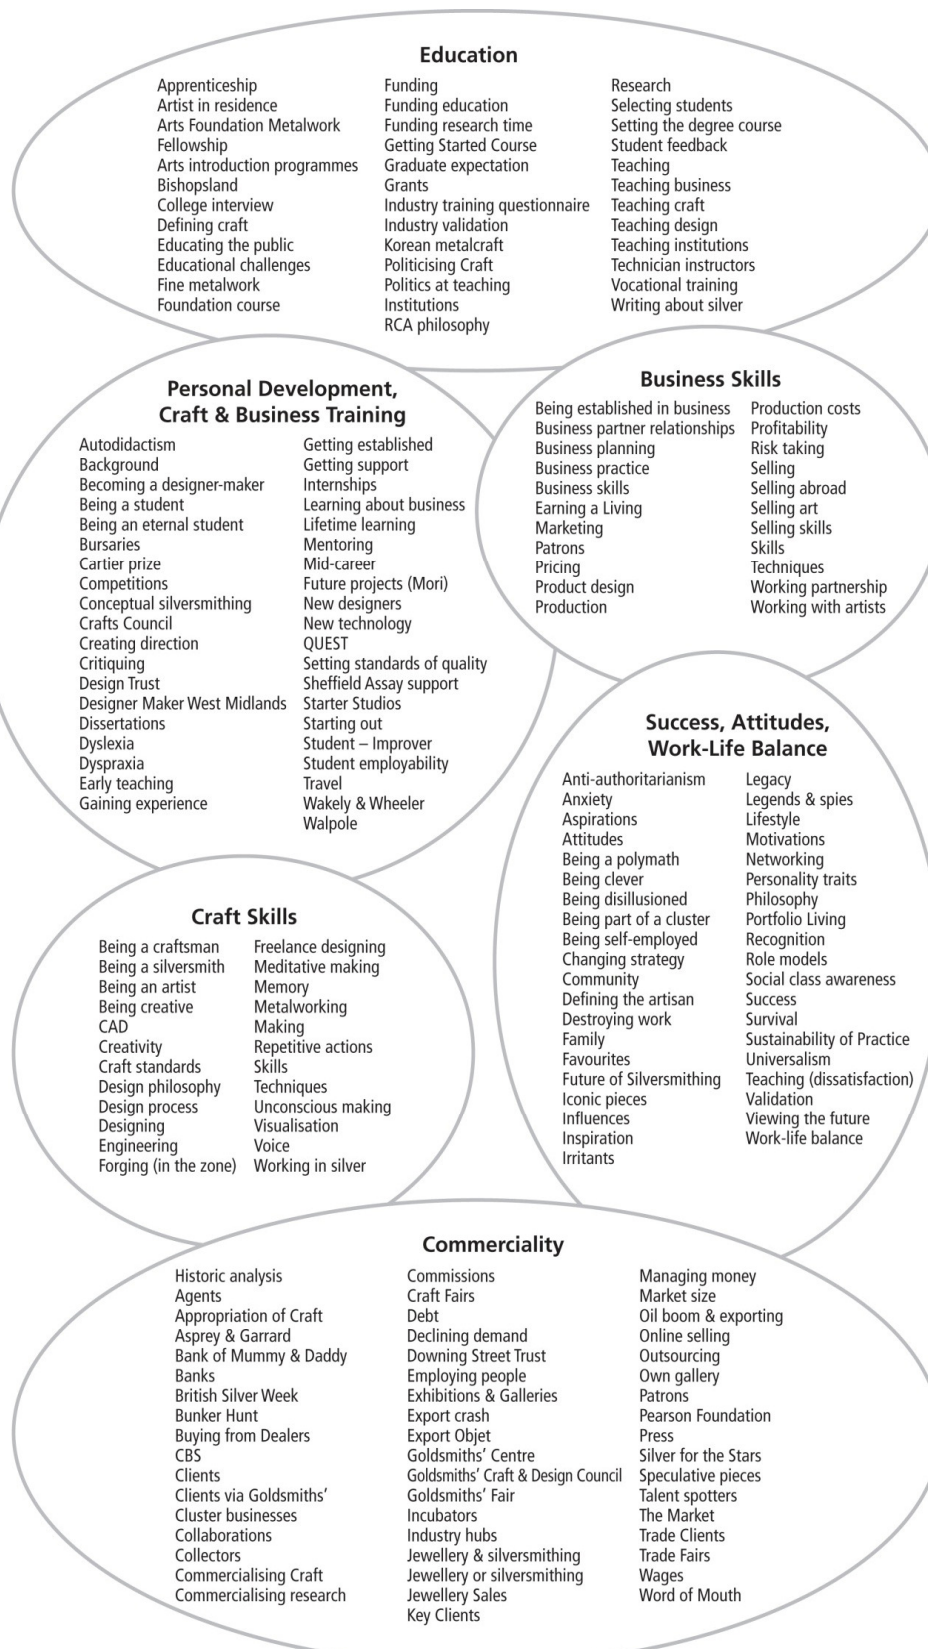 Education
Apprenticeship
Artist in residence
Arts Foundation Metalwork
Fellowship
Arts introduction programmes
Bishopsland
College interview
Defining craft
Educating the public
Educational challenges
Fine metalwork
Foundation course
Funding
Funding education
Funding research time
Getting Started Course
Graduate expectation
Grants
Industry training questionnaire
Industry validation
Korean metalcraft
Politicising Craft
Politics at teaching
Institutions
RCA philosophy
Research
Selecting students
Setting the degree course
Student feedback
Teaching
Teaching business
Teaching craft
Teaching design
Teaching institutions
Technician instructors
Vocational training
Writing about silver
Personal Development,
Craft & Business Training
Autodidactism
Background
Becoming a designer-maker
Being a student
Being an eternal student
Bursaries
Cartier prize
Competitions
Conceptual silversmithing
Crafts Council
Creating direction
Critiquing
Design Trust
Designer Maker West Midlands
Dissertations
Dyslexia
Dyspraxia
Early teaching
Gaining experience
Getting established
Getting support
Internships
Learning about business
Lifetime learning
Mentoring
Mid-career
Future projects (Mori)
New designers
New technology
QUEST
Setting standards of quality
Sheffield Assay support
Starter Studios
Starting out
Student – Improver
Student employability
Travel
Wakely & Wheeler
Walpole
Business Skills
Being established in business
Business partner relationships
Business planning
Business practice
Business skills
Earning a Living
Marketing
Patrons
Pricing
Product design
Production
Production costs
Profitability
Risk taking
Selling
Selling abroad
Selling art
Selling skills
Skills
Techniques
Working partnership
Working with artists
Success, Attitudes,
Work-Life Balance
Anti-authoritarianism
Anxiety
Aspirations
Attitudes
Being a polymath
Being clever
Being disillusioned
Being part of a cluster
Being self-employed
Changing strategy
Community
Defining the artisan
Destroying work
Family
Favourites
Future of Silversmithing
Iconic pieces
Influences
Inspiration
Irritants
Legacy
Legends & spies
Lifestyle
Motivations
Networking
Personality traits
Philosophy
Portfolio Living
Recognition
Role models
Social class awareness
Success
Survival
Sustainability of Practice
Universalism
Teaching (dissatisfaction)
Validation
Viewing the future
Work-life balance
Craft Skills
Being a craftsman
Being a silversmith
Being an artist
Being creative
CAD
Creativity
Craft standards
Design philosophy
Design process
Designing
Engineering
Forging (in the zone)
Freelance designing
Meditative making
Memory
Metalworking
Making
Repetitive actions
Skills
Techniques
Unconscious making
Visualisation
Voice
Working in silver
Commerciality
Historic analysis
Agents
Appropriation of Craft
Asprey & Garrard
Bank of Mummy & Daddy
Banks
British Silver Week
Bunker Hunt
Buying from Dealers
CBS
Clients
Clients via Goldsmiths’
Cluster businesses
Collaborations
Collectors
Commercialising Craft
Commercialising research
Commissions
Craft Fairs
Debt
Declining demand
Downing Street Trust
Employing people
Exhibitions & Galleries
Export crash
Export Objet
Goldsmiths’ Centre
Goldsmiths’ Craft & Design Council
Goldsmiths’ Fair
Incubators
Industry hubs
Jewellery & silversmithing
Jewellery or silversmithing
Jewellery Sales
Key Clients
Managing money
Market size
Oil boom & exporting
Online selling
Outsourcing
Own gallery
Patrons
Pearson Foundation
Press
Silver for the Stars
Speculative pieces
Talent spotters
The Market
Trade Clients
Trade Fairs
Wages
Word of Mouth